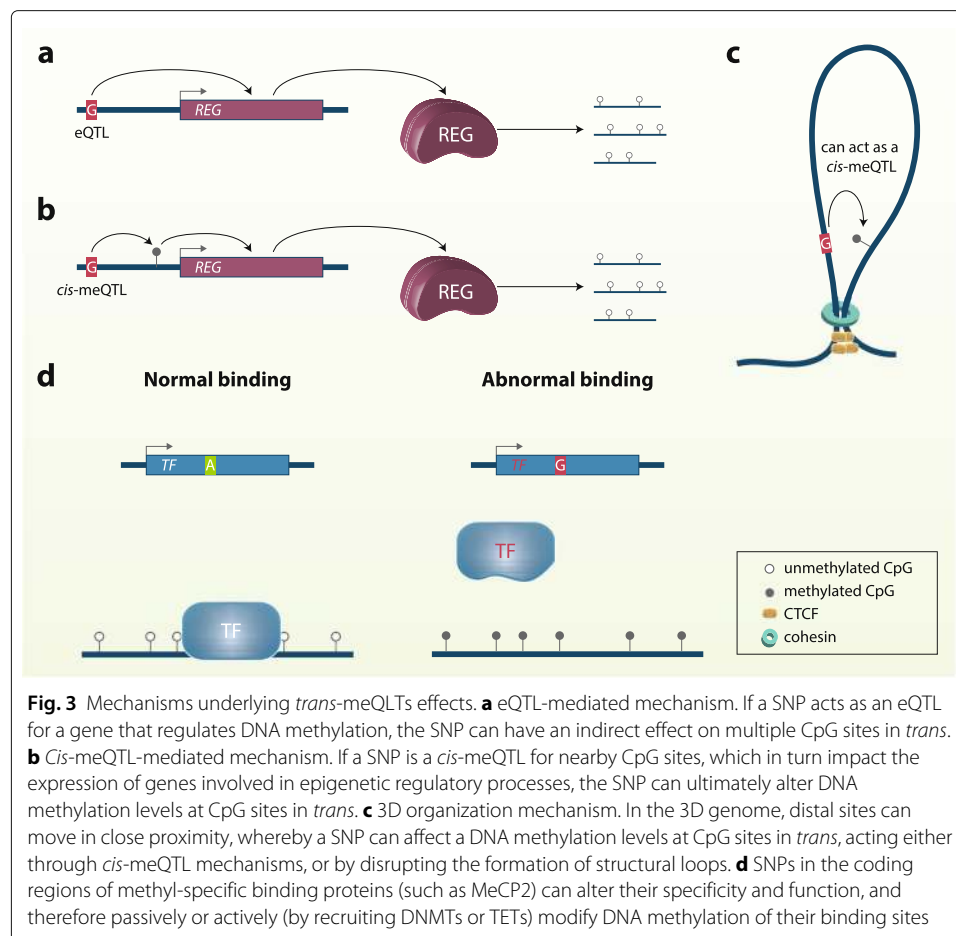 a
G
REG
eQTL
REG
b
G
REG
cis-meQTL
REG
c
can act as a
cis-meQTL
G
d
Normal binding
Abnormal binding
TF
A
TF
G
TF
TF
unmethylated CpG
methylated CpG
CTCF
cohesin
Fig. 3 Mechanisms underlying trans-meQLTs effects. a eQTL-mediated mechanism. If a SNP acts as an eQTL
for a gene that regulates DNA methylation, the SNP can have an indirect effect on multiple CpG sites in trans.
b Cis-meQTL-mediated mechanism. If a SNP is a cis-meQTL for nearby CpG sites, which in turn impact the
expression of genes involved in epigenetic regulatory processes, the SNP can ultimately alter DNA
methylation levels at CpG sites in trans. c 3D organization mechanism. In the 3D genome, distal sites can
move in close proximity, whereby a SNP can affect a DNA methylation levels at CpG sites in trans, acting either
through cis-meQTL mechanisms, or by disrupting the formation of structural loops. d SNPs in the coding
regions of methyl-specific binding proteins (such as MeCP2) can alter their specificity and function, and
therefore passively or actively (by recruiting DNMTs or TETs) modify DNA methylation of their binding sites